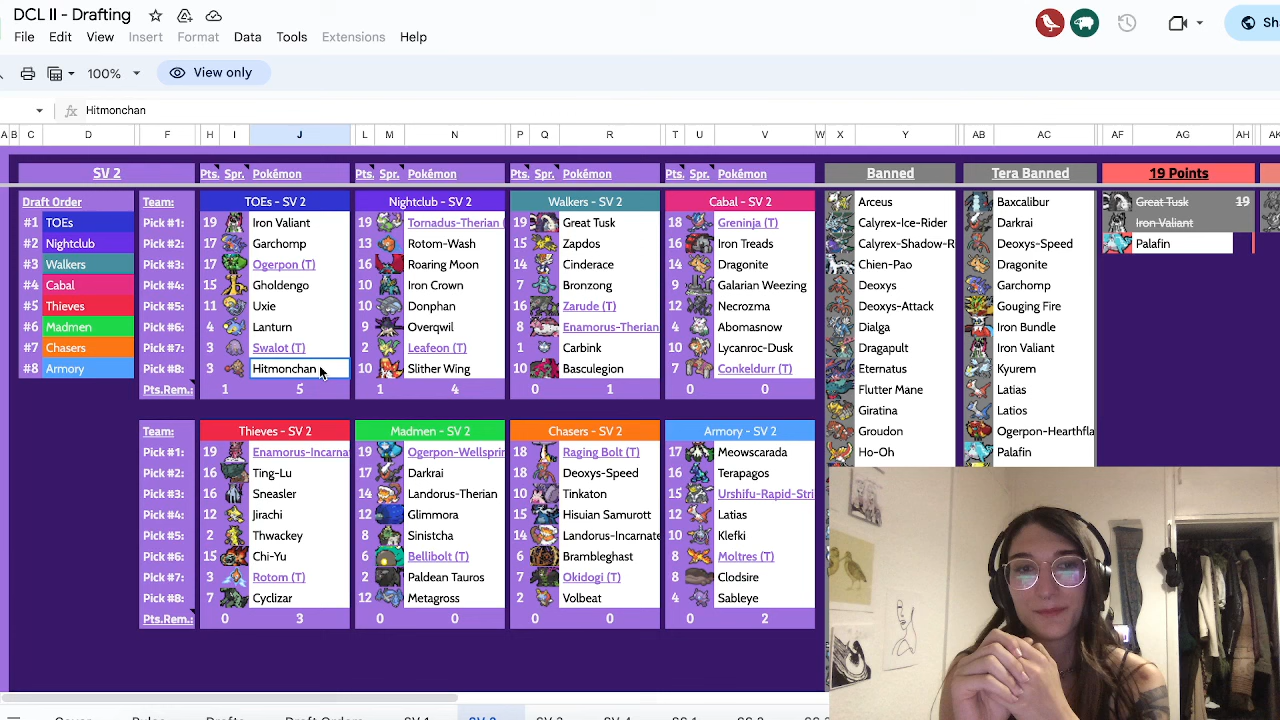 DCL II - Drafting
File Edit View Insert Format Data Tools Extensions Help
100% View only
Hitmonchan
A B C D F H I J L M N P Q R T U V W X Y AB AC AF AG AH
SV 2 Pts. Spr. Pokémon Pts. Spr. Pokémon Pts. Spr. Pokémon Pts. Spr. Pokémon Banned Tera Banned 19 Points
Draft Order Team: TOEs - SV 2 Nightclub - SV 2 Walkers - SV 2 Cabal - SV 2 Arceus Baxcalibur Great Tusk 19
#1 TOEs Pick #1: 19 Iron Valiant 19 Tornadus-Therian ( 19 Great Tusk 18 Greninja (T) Calyrex-Ice-Rider Darkrai Iron Valiant
#2 Nightclub Pick #2: 17 Garchomp 13 Rotom-Wash 15 Zapdos 16 Iron Treads Calyrex-Shadow-R Deoxys-Speed Palafin
#3 Walkers Pick #3: 17 Ogerpon (T) 16 Roaring Moon 14 Cinderace 14 Dragonite Chien-Pao Dragonite
#4 Cabal Pick #4: 15 Gholdengo 10 Iron Crown 7 Bronzong 9 Galarian Weezing Deoxys Garchomp
#5 Thieves Pick #5: 11 Uxie 10 Donphan 16 Zarude (T) 12 Necrozma Deoxys-Attack Gouging Fire
#6 Madmen Pick #6: 4 Lanturn 9 Overqwil 8 Enamorus-Therian 4 Abomasnow Dialga Iron Bundle
#7 Chasers Pick #7: 3 Swalot (T) 2 Leafeon (T) 1 Carbink 10 Lycanroc-Dusk Dragapult Iron Valiant
#8 Armory Pick #8: 3 Hitmonchan 10 Slither Wing 10 Basculegion 7 Conkeldurr (T) Eternatus Kyurem
Pts.Rem.: 1 5 1 4 0 1 0 0 Flutter Mane Latias
Giratina Latios
Team: Thieves - SV 2 Madmen - SV 2 Chasers - SV 2 Armory - SV 2 Groudon Ogerpon-Hearthfla
Pick #1: 19 Enamorus-Incarna 19 Ogerpon-Wellsprin 18 Raging Bolt (T) 17 Meowscarada Ho-Oh Palafin
Pick #2: 16 Ting-Lu 17 Darkrai 18 Deoxys-Speed 16 Terapagos
Pick #3: 16 Sneasler 14 Landorus-Therian 10 Tinkaton 15 Urshifu-Rapid-Stri
Pick #4: 12 Jirachi 12 Glimmora 15 Hisuian Samurott 12 Latias
Pick #5: 2 Thwackey 8 Sinistcha 14 Landorus-Incarnate 10 Klefki
Pick #6: 15 Chi-Yu 6 Bellibolt (T) 6 Brambleghast 8 Moltres (T)
Pick #7: 3 Rotom (T) 2 Paldean Tauros 7 Okidogi (T) 8 Clodsire
Pick #8: 7 Cyclizar 12 Metagross 2 Volbeat 4 Sableye
Pts.Rem.: 0 3 0 0 0 0 0 2